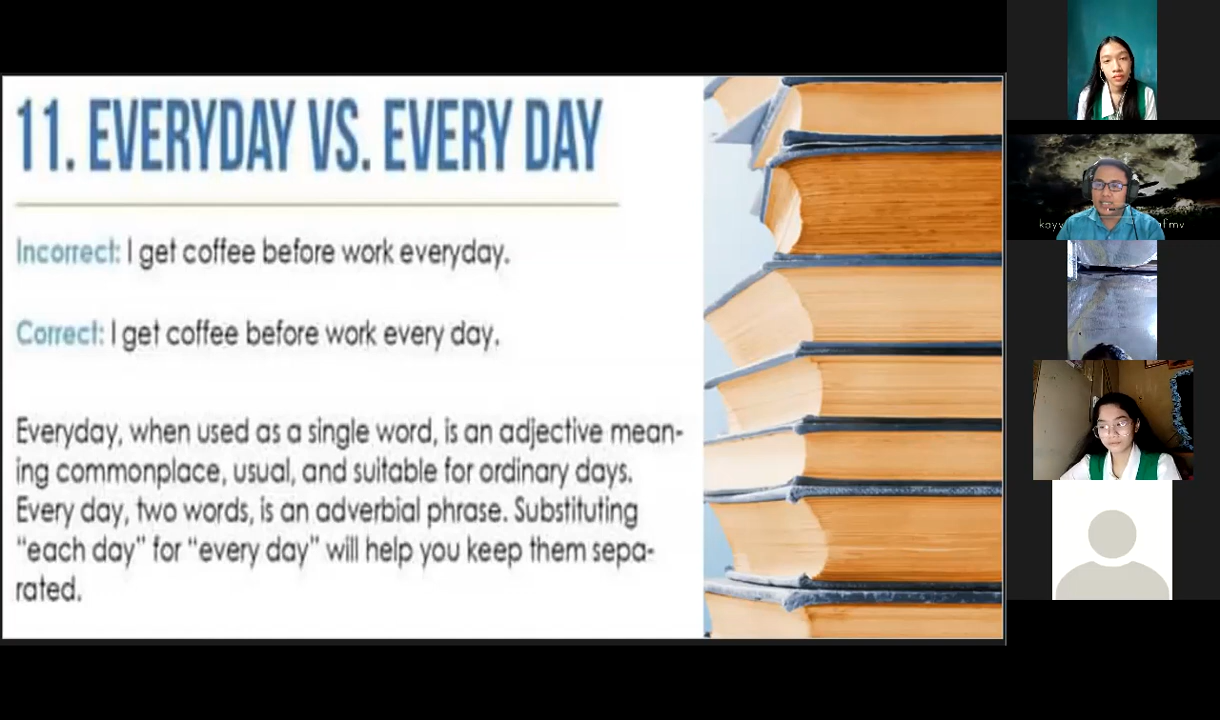 11. EVERYDAY VS. EVERY DAY
Incorrect: I get coffee before work everyday.
Correct: I get coffee before work every day.
Everyday, when used as a single word, is an adjective mean-
ing commonplace, usual, and suitable for ordinary days.
Every day, two words, is an adverbial phrase. Substituting
“each day” for “every day” will help you keep them sepa-
rated.